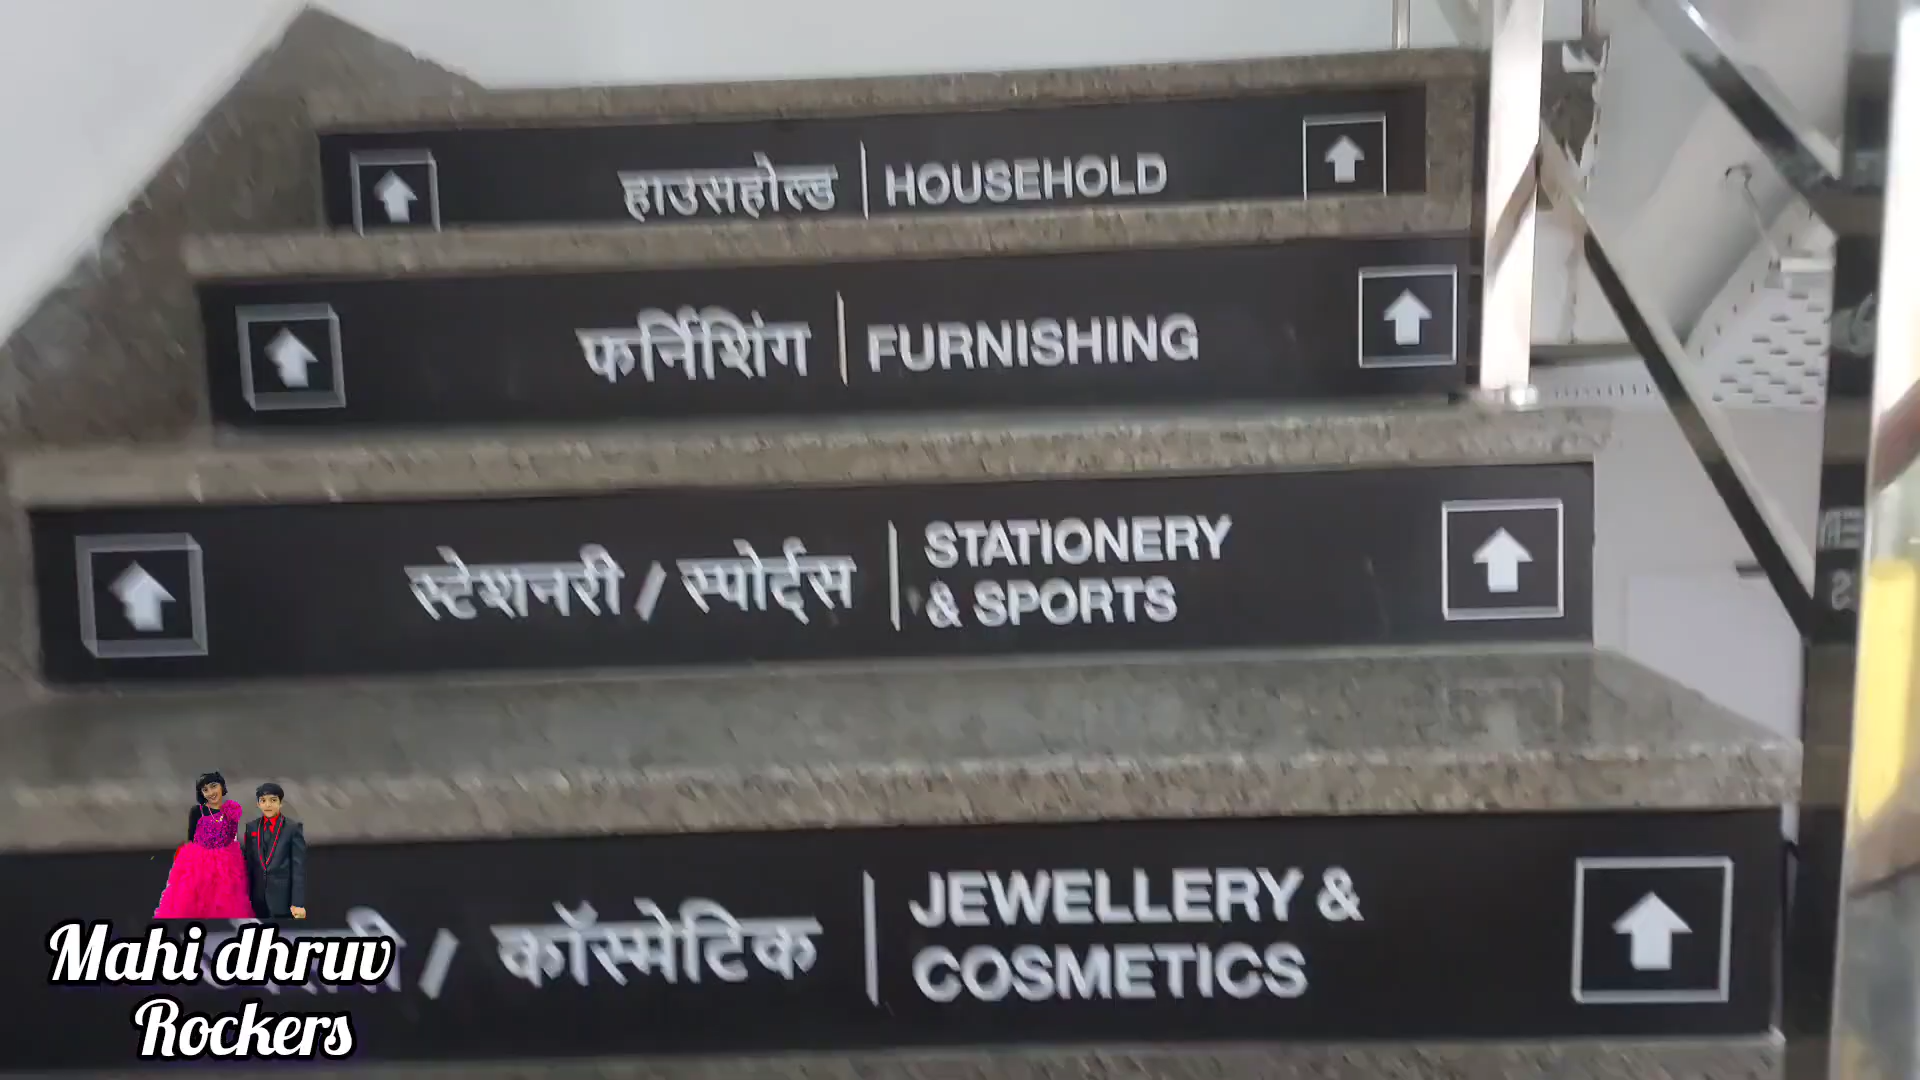 हाउसहोल्ड | HOUSEHOLD
फर्निशिंग | FURNISHING
स्टेशनरी / स्पोर्ट्स | STATIONERY
& SPORTS
/ कॉस्मेटिक | JEWELLERY &
COSMETICS
Mahi dhruv
Rockers